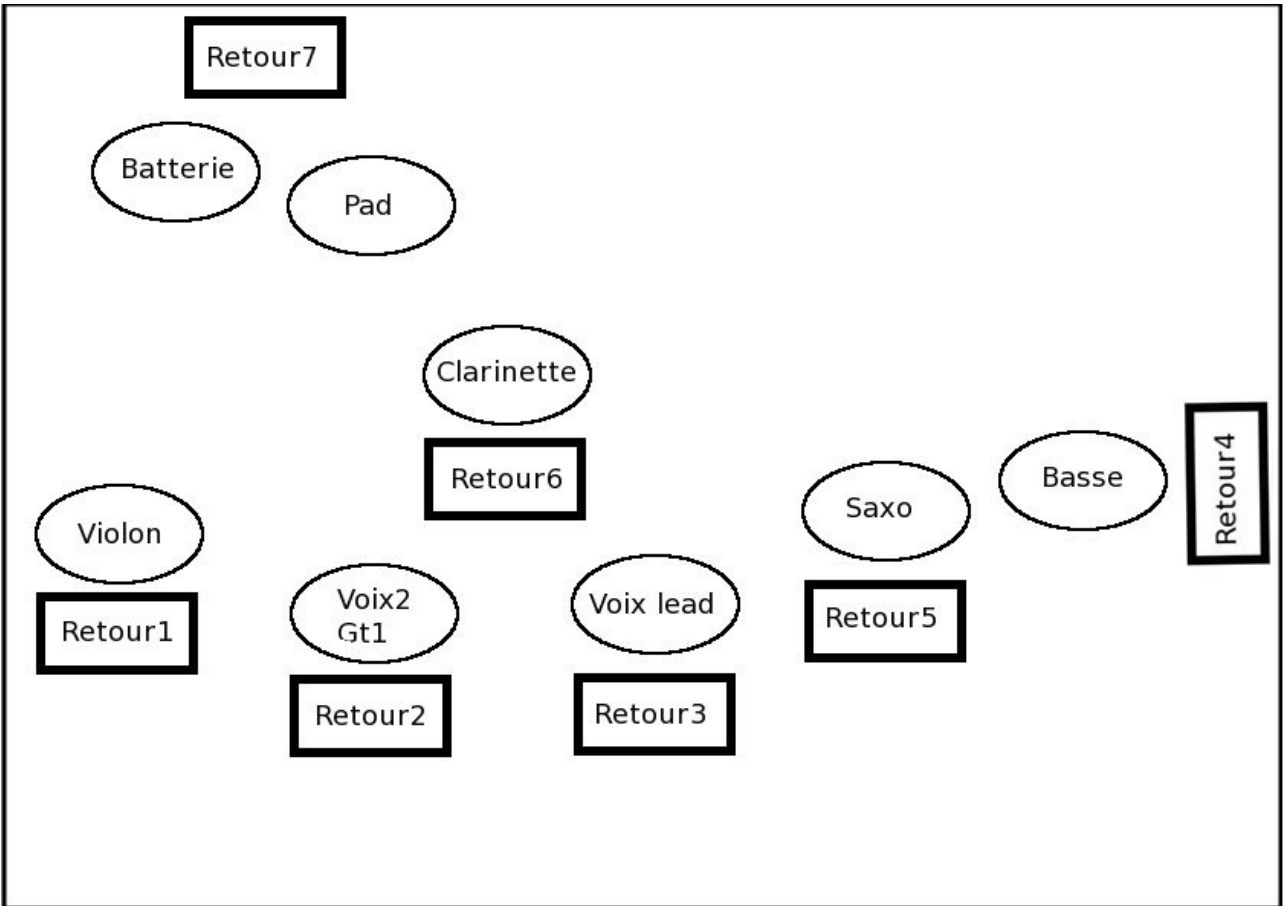 Retour7
Batterie
Pad
Clarinette
Retour6
Basse
Retour4
Saxo
Violon
Retour5
Retour1
Voix2
Gt1
Voix lead
Retour2
Retour3